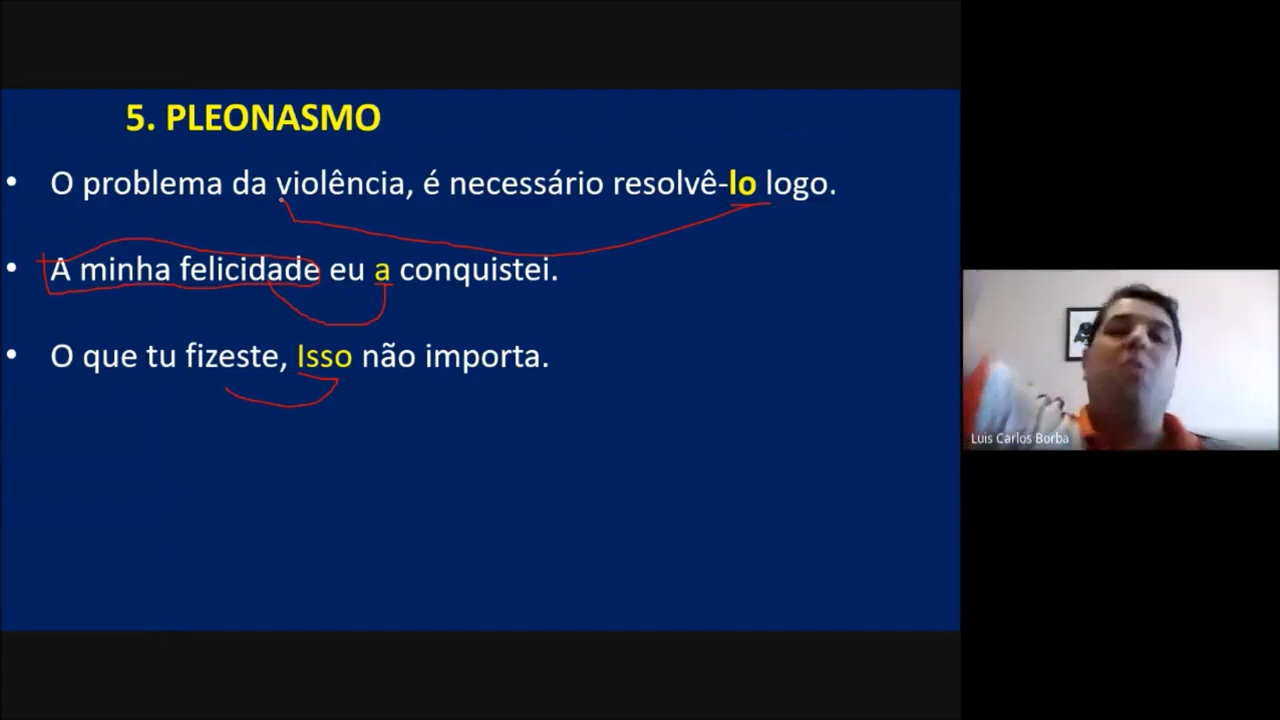 5. PLEONASMO
• O problema da violência, é necessário resolvê-lo logo.
• A minha felicidade eu a conquistei.
• O que tu fizeste, Isso não importa.
Luis Carlos Borba